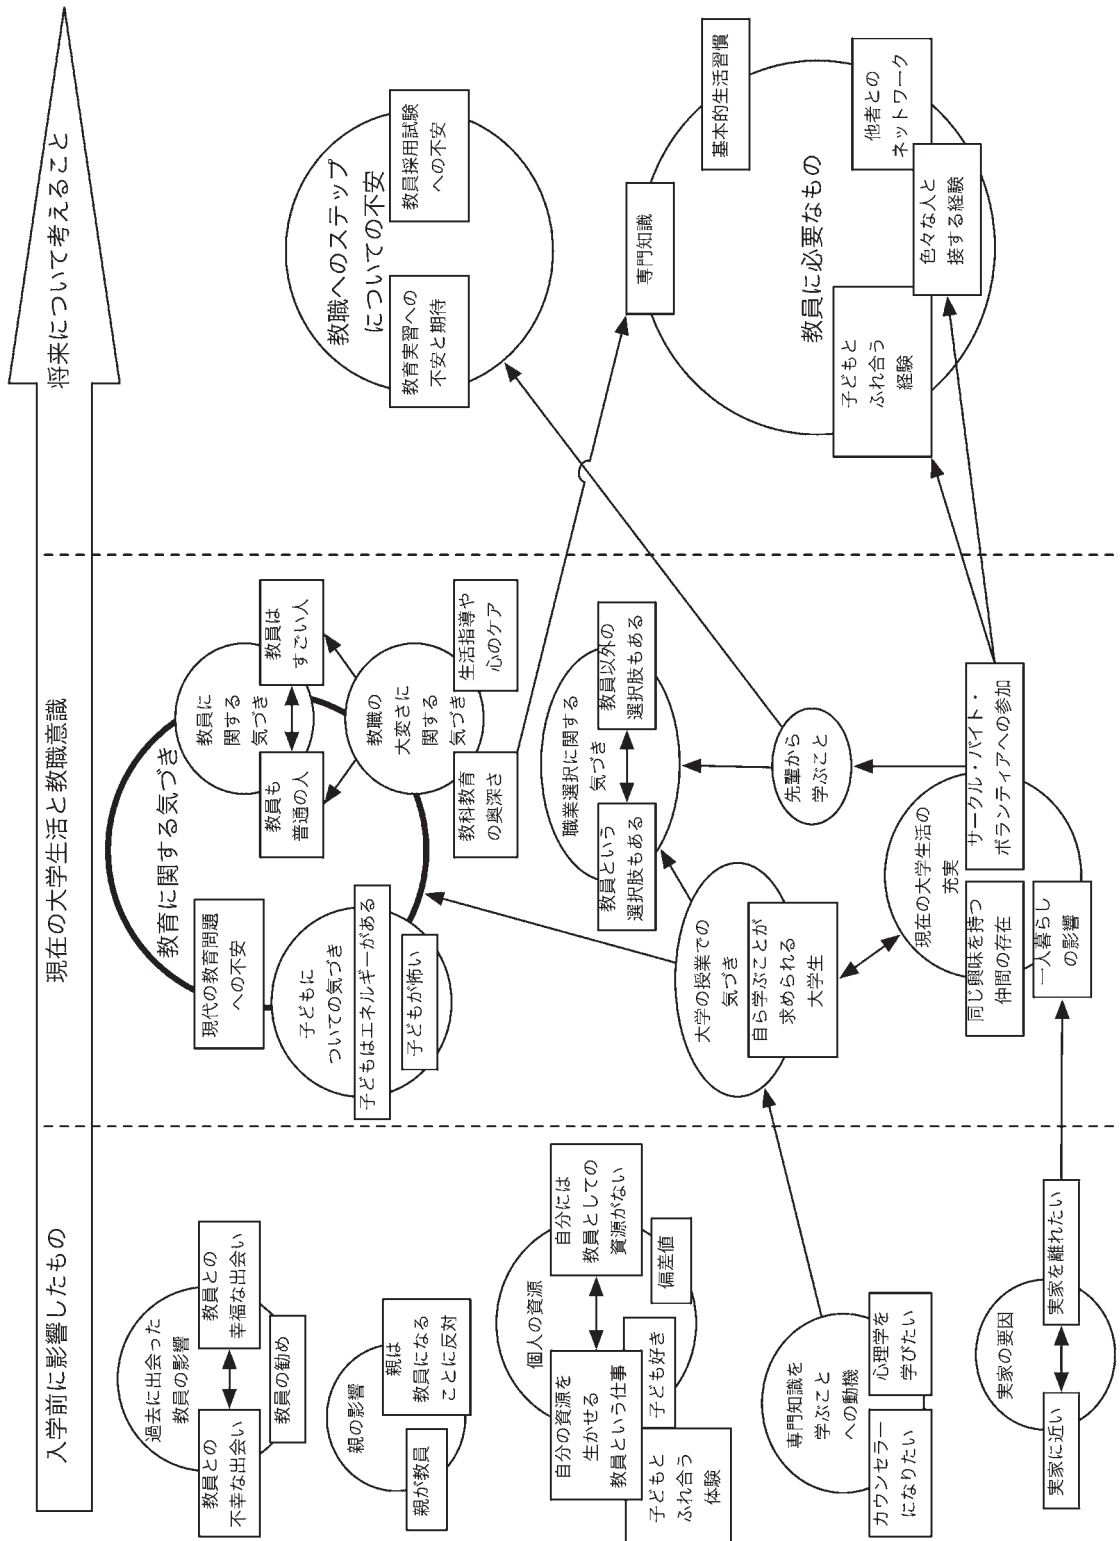 入学前に影響したもの
現在の大学生活と教職意識
将来について考えること
過去に出会った
教員の影響
教員との
不幸な出会い
教員との
幸福な出会い
教員の勧め
親の影響
親が教員
親は
教員になる
ことに反対
個人の資源
自分の資源を
生かせる
教員という仕事
自分には
教員としての
資源がない
子ども好き
偏差値
子どもと
ふれ合う
体験
専門知識を
学ぶこと
への動機
カウンセラー
になりたい
心理学を
学びたい
実家の要因
実家に近い
実家を離れたい
教育に関する気づき
現代の教育問題
への不安
子どもに
ついての気づき
子どもはエネルギーがある
子どもが怖い
教員に
関する
気づき
教員も
普通の人
教員は
すごい人
教職の
大変さに
関する
気づき
教科教育
の奥深さ
生活指導や
心のケア
職業選択に関する
気づき
教員という
選択肢もある
教員以外の
選択肢もある
大学の授業での
気づき
自ら学ぶことが
求められる
大学生
先輩から
学ぶこと
現在の大学生活の
充実
同じ興味を持つ
仲間の存在
サークル・バイト・
ボランティアへの参加
一人暮らし
の影響
教職へのステップ
についての不安
教育実習への
不安と期待
教員採用試験
への不安
教員に必要なもの
専門知識
基本的生活習慣
子どもと
ふれ合う
経験
他者との
ネットワーク
色々な人と
接する経験